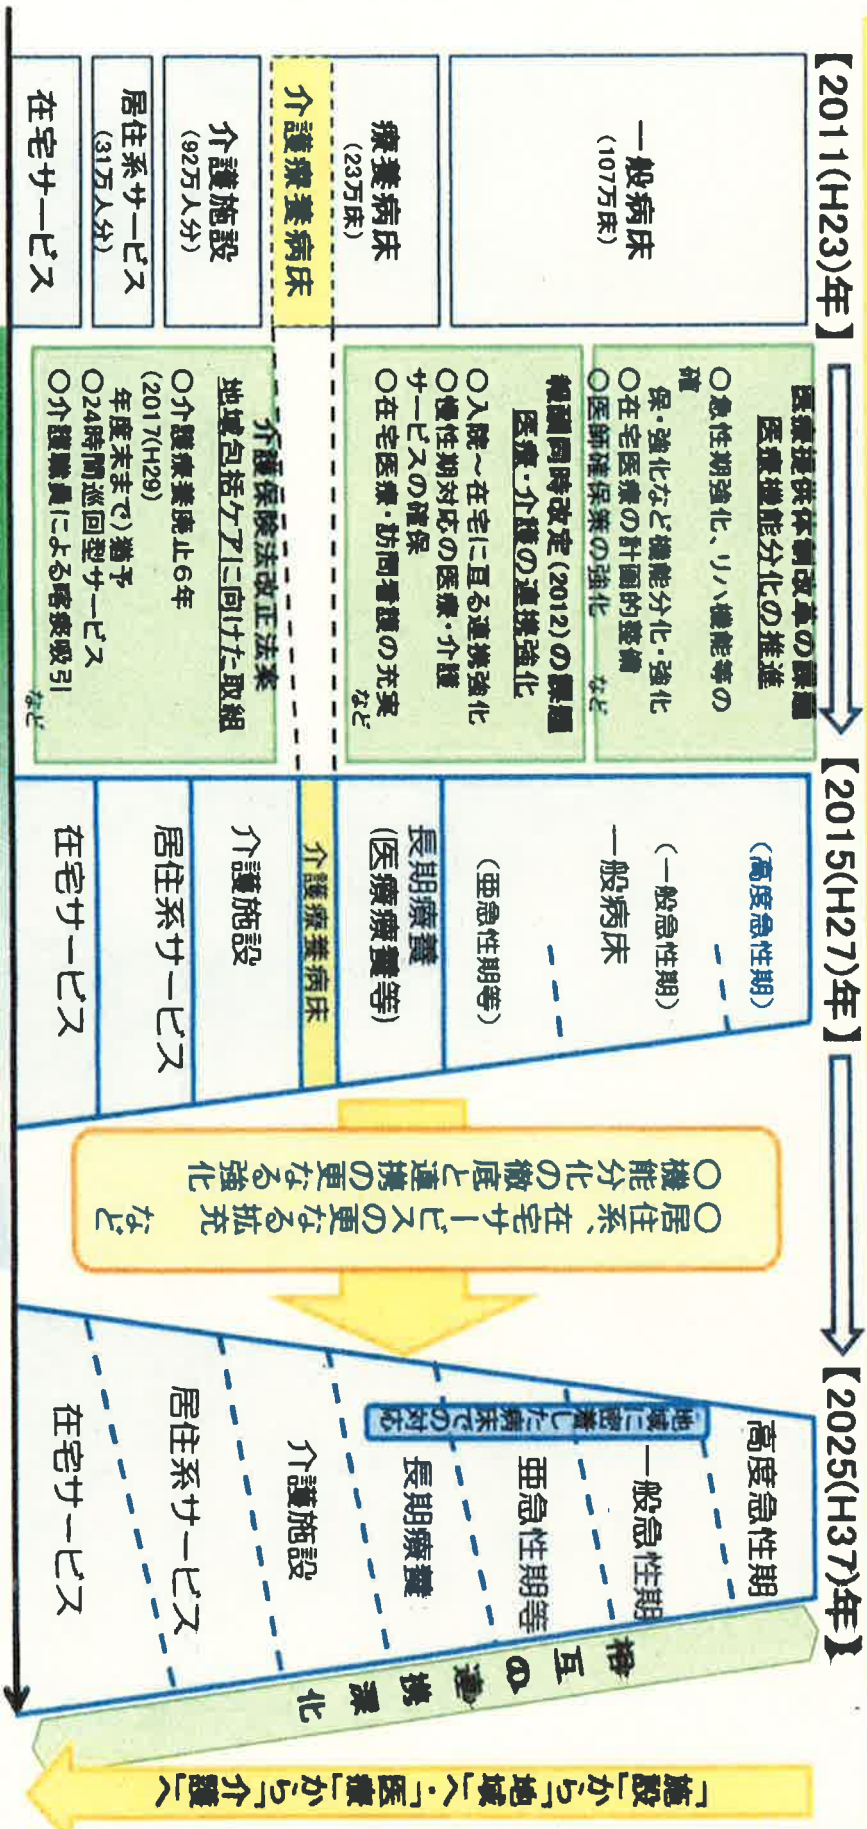 【2011(H23)年】
一般病床
(107万床)
療養病床
(23万床)
介護療養病床
介護施設
(92万人分)
居住系サービス
(31万人分)
在宅サービス
医療提供体制改革の課題
医療機能分化の推進
○急性期強化、リハ機能等の
確
保・強化など機能分化・強化
○在宅医療の計画的整備
○医師確保策の強化 など
報酬同時改定(2012)の課題
医療・介護の連携強化
○入院～在宅に亘る連携強化
○慢性期対応の医療・介護
サービスの確保
○在宅医療・訪問看護の充実
など
介護保険法改正法案
地域包括ケアに向けた取組
○介護療養廃止6年
(2017(H29)
年度末まで)猶予
○24時間巡回型サービス
○介護職員による喀痰吸引
など
【2015(H27)年】
(高度急性期)
(一般急性期)
一般病床
(亜急性期等)
長期療養
(医療療養等)
介護療養病床
介護施設
居住系サービス
在宅サービス
○機能分化の徹底と連携の更なる強化
○居住系、在宅サービスの更なる拡充 など
【2025(H37)年】
高度急性期
一般急性期
亜急性期等
長期療養
介護施設
居住系サービス
在宅サービス
地域に密着した病床での対応
相互の連携深化
「施設」から「地域」へ・「医療」から「介護」へ